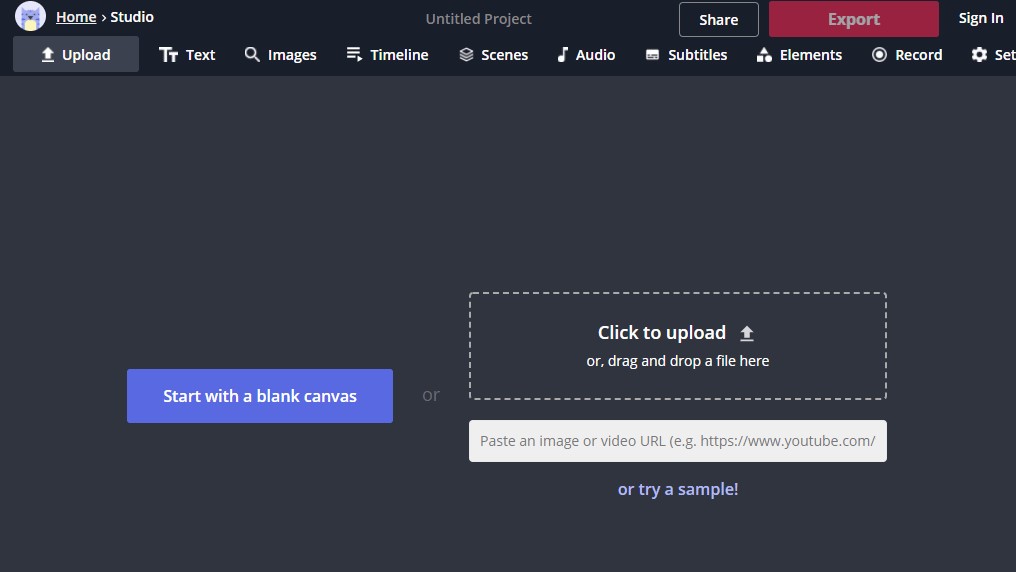 Home › Studio
Untitled Project
Share
Export
Sign In
Upload
Text
Images
Timeline
Scenes
Audio
Subtitles
Elements
Record
Set
Click to upload
or, drag and drop a file here
Start with a blank canvas
or
Paste an image or video URL (e.g. https://www.youtube.com/
or try a sample!